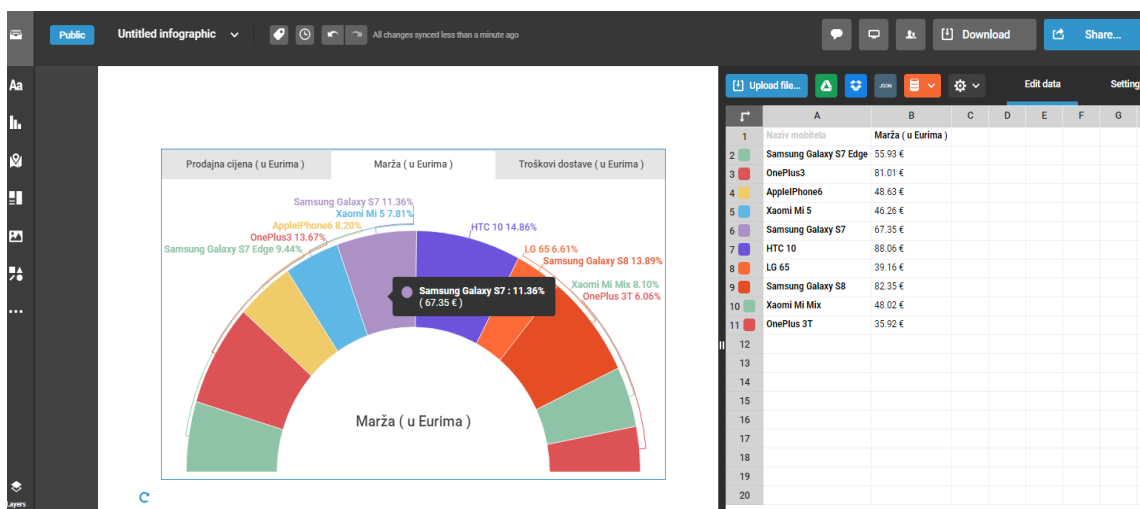 Public
Untitled infographic
All changes synced less than a minute ago
Download
Share...
Aa
Layers
Prodajna cijena ( u Eurima )
Marža ( u Eurima )
Troškovi dostave ( u Eurima )
Samsung Galaxy S7 11.36%
Xaomi Mi 5 7.81%
AppleIPhone6 8.20%
HTC 10 14.86%
OnePlus3 13.67%
Samsung Galaxy S7 Edge 9.44%
LG 65 6.61%
Samsung Galaxy S8 13.89%
Xaomi Mi Mix 8.10%
OnePlus 3T 6.06%
Samsung Galaxy S7 : 11.36%
( 67.35 € )
Marža ( u Eurima )
Upload file...
JSON
Edit data
Setting
A B C D E F G
1 Naziv mobitela Marža ( u Eurima )
2 Samsung Galaxy S7 Edge 55.93 €
3 OnePlus3 81.01 €
4 AppleIPhone6 48.63 €
5 Xaomi Mi 5 46.26 €
6 Samsung Galaxy S7 67.35 €
7 HTC 10 88.06 €
8 LG 65 39.16 €
9 Samsung Galaxy S8 82.35 €
10 Xaomi Mi Mix 48.02 €
11 OnePlus 3T 35.92 €
12
13
14
15
16
17
18
19
20